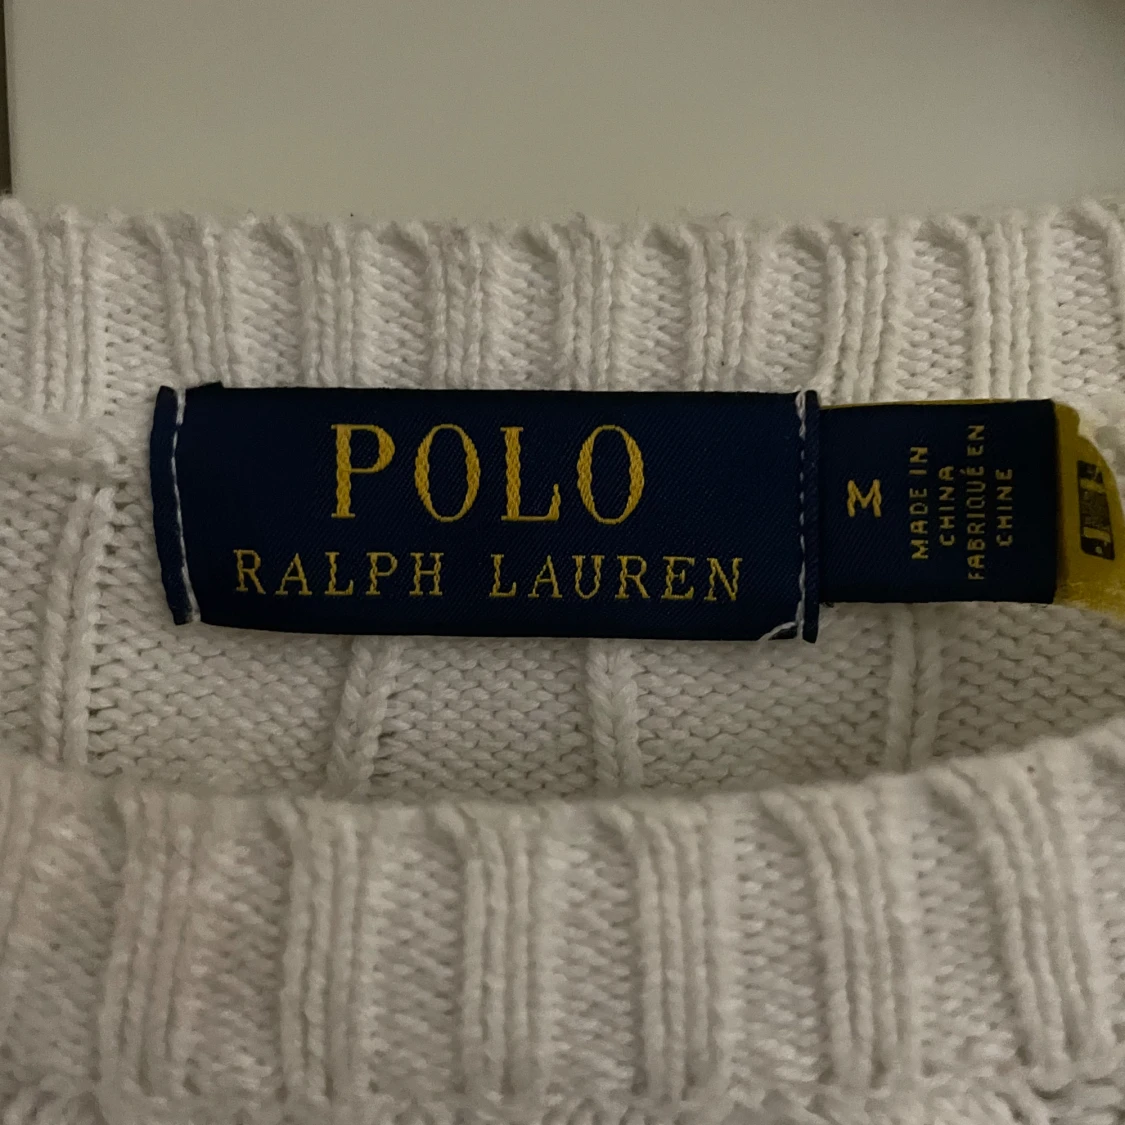 POLO
RALPH LAUREN
M
MADE IN
CHINA
FABRIQUÉ EN
CHINE